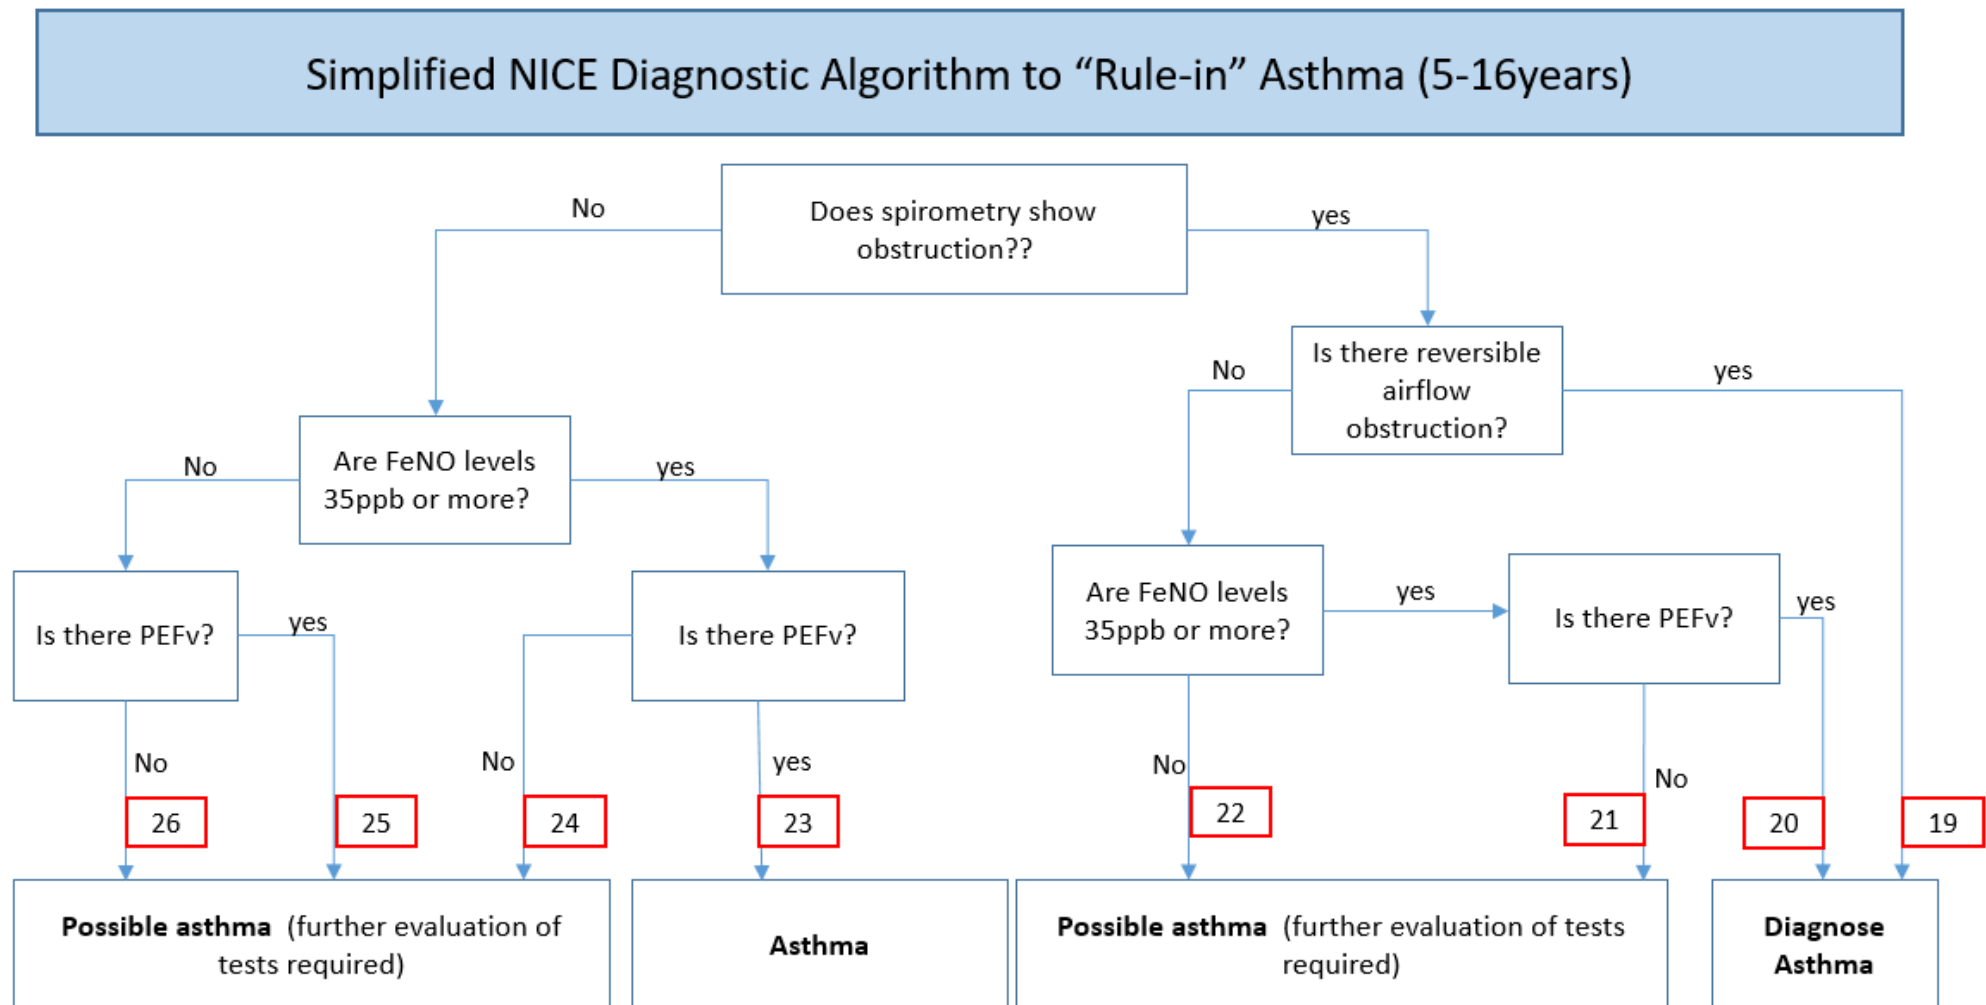 Simplified NICE Diagnostic Algorithm to “Rule-in” Asthma (5-16years)
Does spirometry show
obstruction??
No
yes
Is there reversible
airflow
obstruction?
No
yes
Are FeNO levels
35ppb or more?
No
yes
Are FeNO levels
35ppb or more?
yes
Is there PEFv?
yes
Is there PEFv?
yes
Is there PEFv?
No
No
yes
No
No
26
25
24
23
22
21
20
19
Possible asthma (further evaluation of
tests required)
Asthma
Possible asthma (further evaluation of tests
required)
Diagnose
Asthma